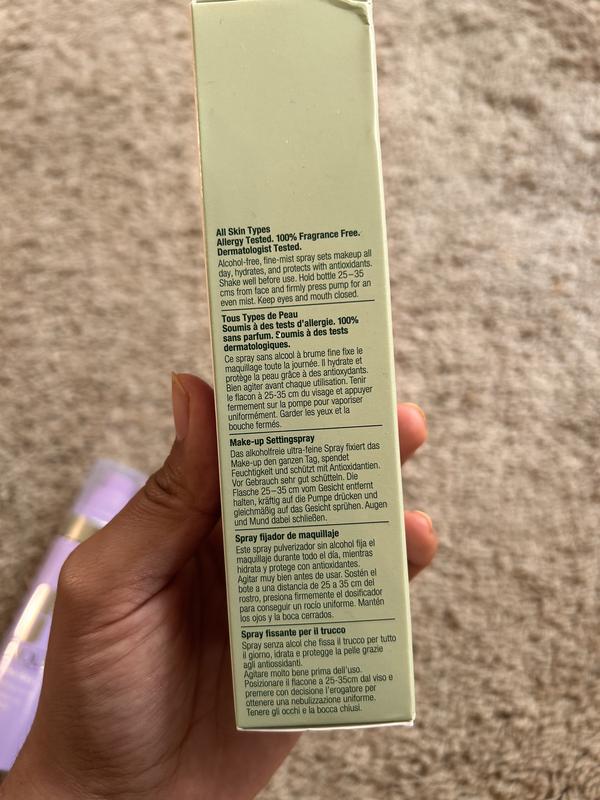 All Skin Types
Allergy Tested. 100% Fragrance Free.
Dermatologist Tested.
Alcohol-free, fine-mist spray sets makeup all
day, hydrates, and protects with antioxidants.
Shake well before use. Hold bottle 25–35
cms from face and firmly press pump for an
even mist. Keep eyes and mouth closed.
Tous Types de Peau
Soumis à des tests d'allergie. 100%
sans parfum. Soumis à des tests
dermatologiques.
Ce spray sans alcool à brume fine fixe le
maquillage toute la journée. Il hydrate et
protège la peau grâce à des antioxydants.
Bien agiter avant chaque utilisation. Tenir
le flacon à 25-35 cm du visage et appuyer
fermement sur la pompe pour vaporiser
uniformément. Garder les yeux et la
bouche fermés.
Make-up Settingspray
Das alkoholfreie ultra-feine Spray fixiert das
Make-up den ganzen Tag, spendet
Feuchtigkeit und schützt mit Antioxidantien.
Vor Gebrauch sehr gut schütteln. Die
Flasche 25–35 cm vom Gesicht entfernt
halten, kräftig auf die Pumpe drücken und
gleichmäßig auf das Gesicht sprühen. Augen
und Mund dabei schließen.
Spray fijador de maquillaje
Este spray pulverizador sin alcohol fija el
maquillaje durante todo el día, mientras
hidrata y protege con antioxidantes.
Agitar muy bien antes de usar. Sostén el
bote a una distancia de 25 a 35 cm del
rostro, presiona firmemente el dosificador
para conseguir un rocío uniforme. Mantén
los ojos y la boca cerrados.
Spray fissante per il trucco
Spray senza alcol che fissa il trucco per tutto
il giorno, idrata e protegge la pelle grazie
agli antiossidanti.
Agitare molto bene prima dell'uso.
Posizionare il flacone a 25-35cm dal viso e
premere con decisione l'erogatore per
ottenere una nebulizzazione uniforme.
Tenere gli occhi e la bocca chiusi.